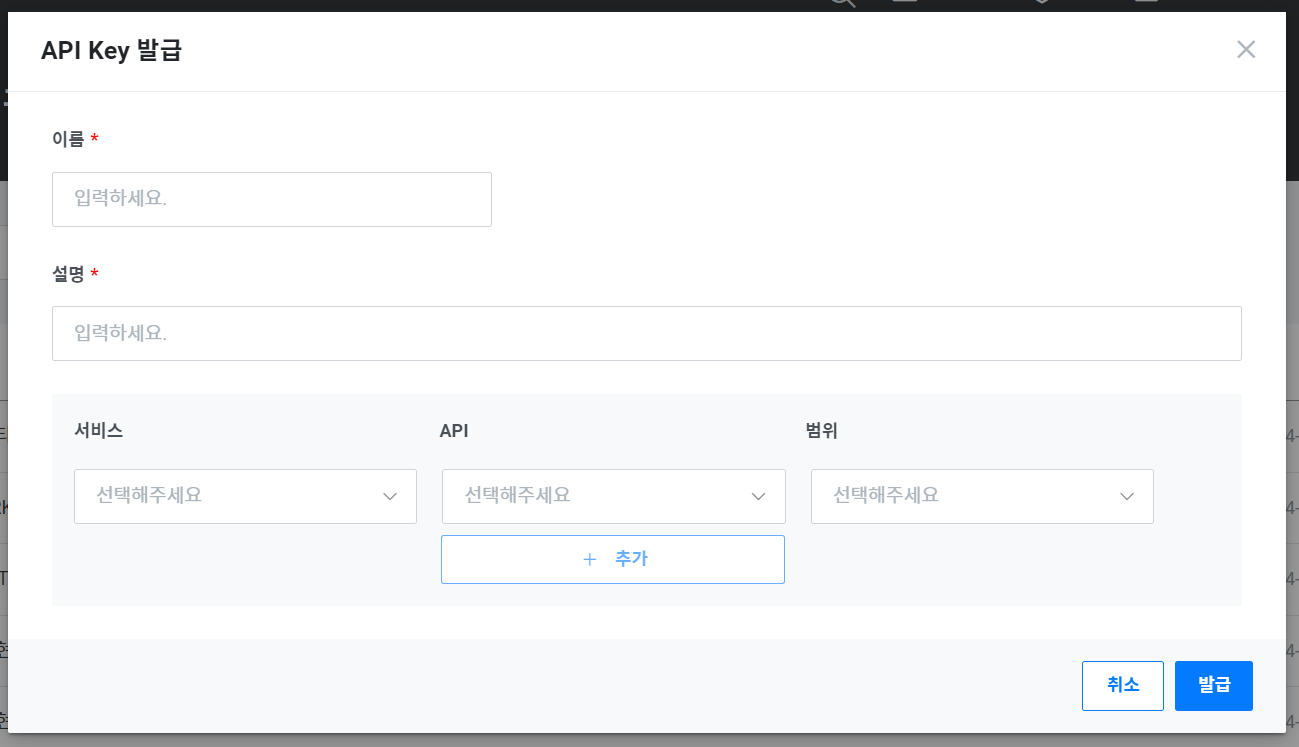 API Key 발급
이름 *
입력하세요.
설명 *
입력하세요.
서비스 API 범위
선택해주세요 선택해주세요 선택해주세요
+ 추가
취소 발급